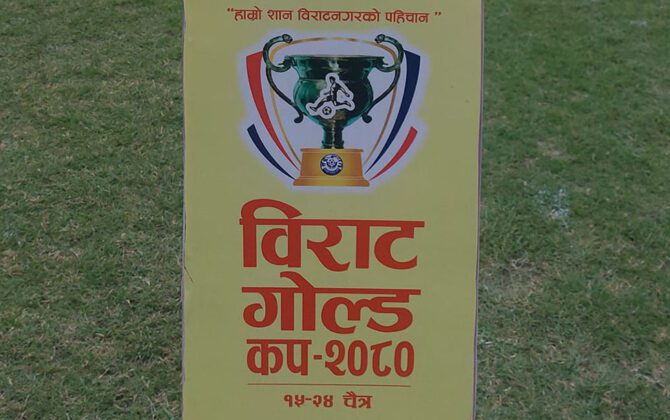 “हाम्रो शान विराटनगरको पहिचान ”
विराट
गोल्ड
कप-२०८०
१५-२४ चैत्र